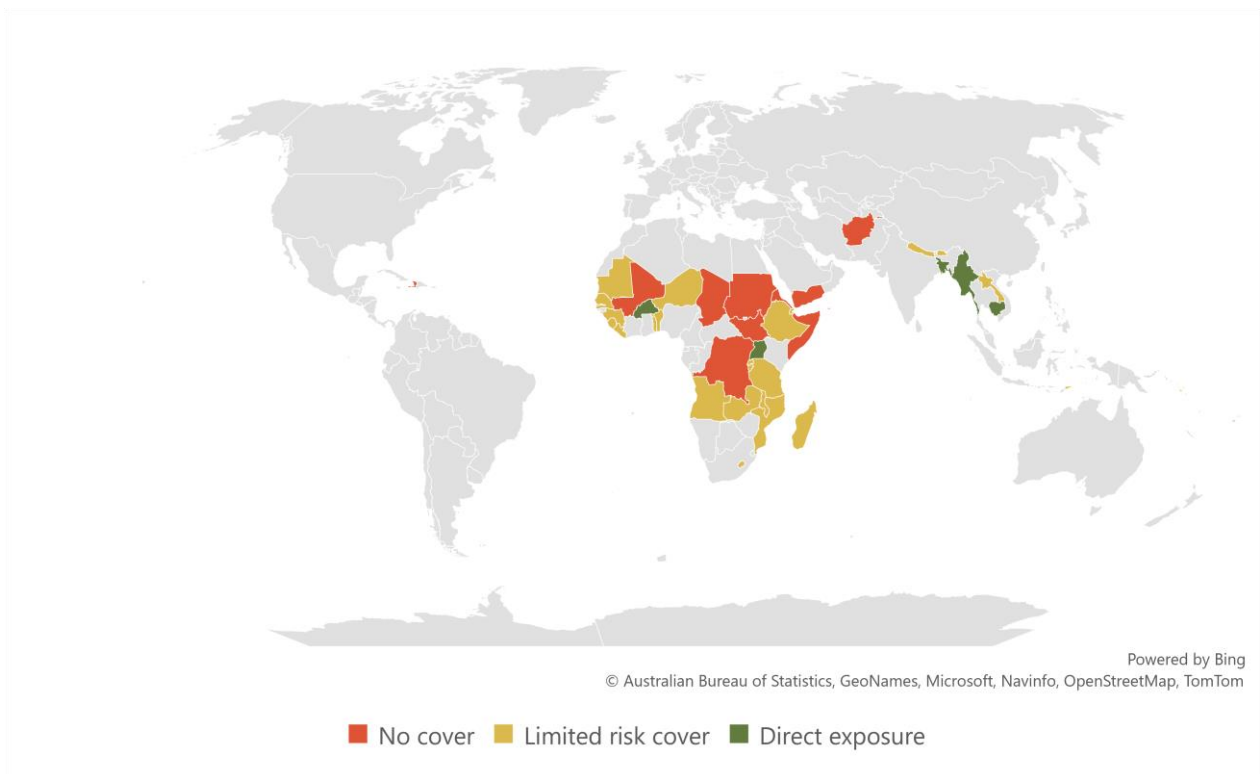 Powered by Bing
© Australian Bureau of Statistics, GeoNames, Microsoft, Navinfo, OpenStreetMap, TomTom
No cover Limited risk cover Direct exposure